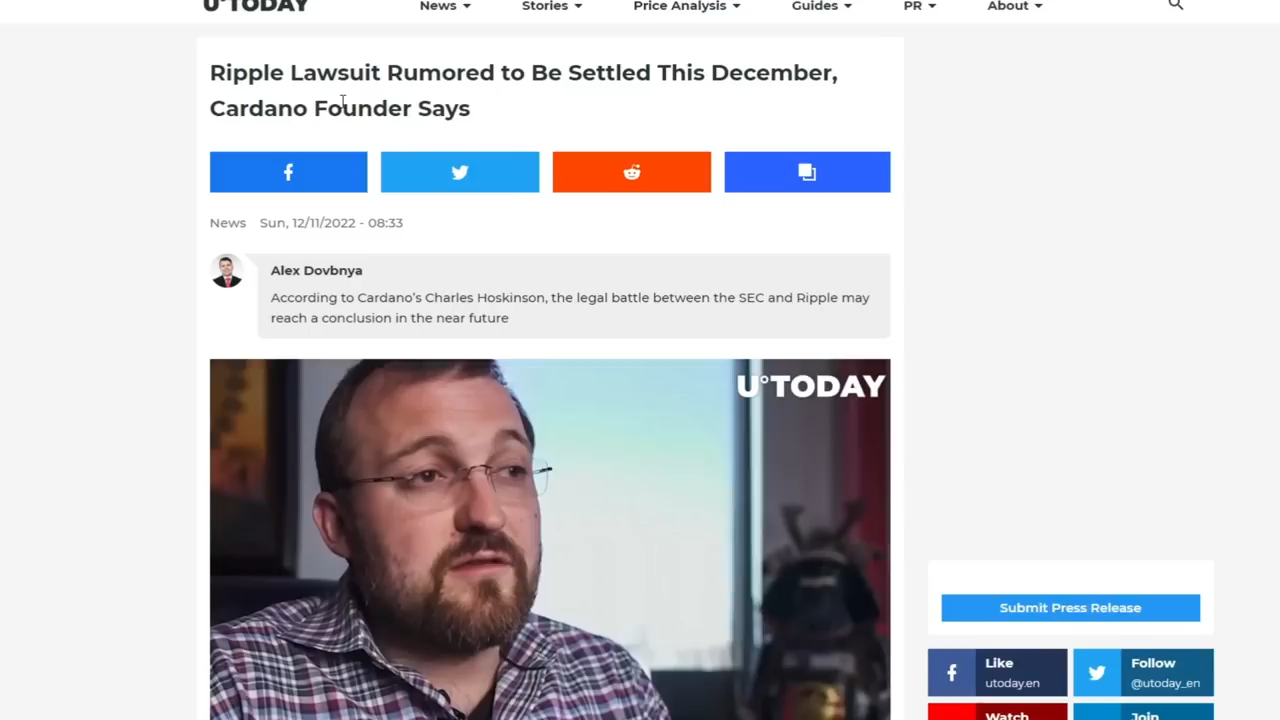 U°TODAY
News
Stories
Price Analysis
Guides
PR
About
Ripple Lawsuit Rumored to Be Settled This December,
Cardano Founder Says
News Sun, 12/11/2022 - 08:33
Alex Dovbnya
According to Cardano’s Charles Hoskinson, the legal battle between the SEC and Ripple may
reach a conclusion in the near future
U°TODAY
Submit Press Release
Like
utoday.en
Follow
@utoday_en
Watch
Join